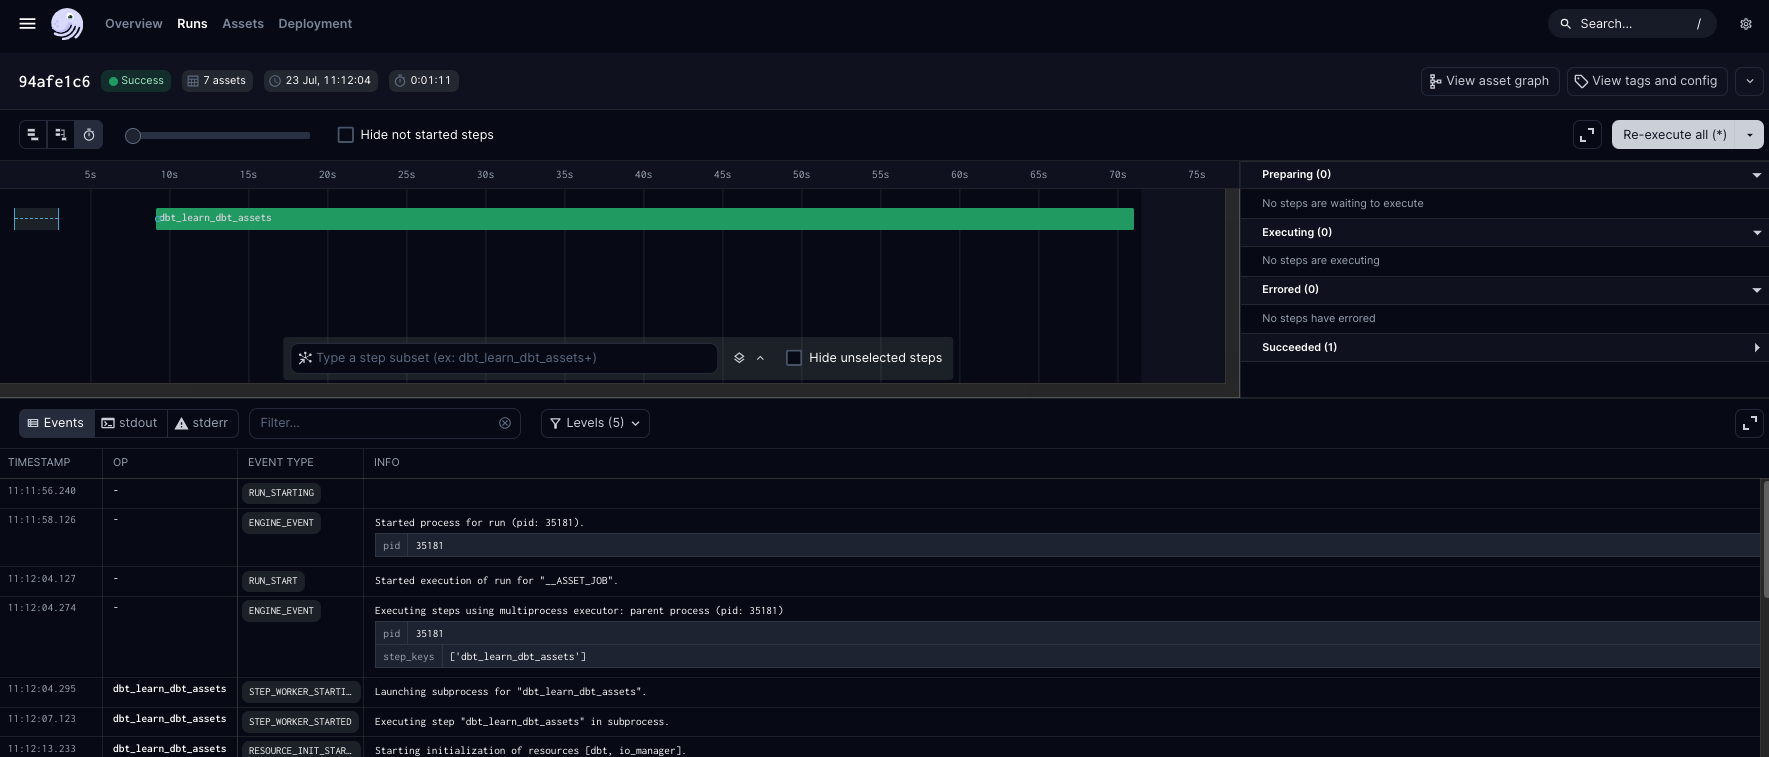 Overview Runs Assets Deployment Search... /
94afe1c6 Success 7 assets 23 Jul, 11:12:04 0:01:11 View asset graph View tags and config
Hide not started steps Re-execute all (*)
5s 10s 15s 20s 25s 30s 35s 40s 45s 50s 55s 60s 65s 70s 75s
dbt_learn_dbt_assets
Type a step subset (ex: dbt_learn_dbt_assets+) Hide unselected steps
Preparing (0)
No steps are waiting to execute
Executing (0)
No steps are executing
Errored (0)
No steps have errored
Succeeded (1)
Events stdout stderr Filter... Levels (5)
TIMESTAMP OP EVENT TYPE INFO
11:11:56.240 - RUN_STARTING
11:11:58.126 - ENGINE_EVENT Started process for run (pid: 35181).
pid 35181
11:12:04.127 - RUN_START Started execution of run for "__ASSET_JOB".
11:12:04.274 - ENGINE_EVENT Executing steps using multiprocess executor: parent process (pid: 35181)
pid 35181
step_keys ['dbt_learn_dbt_assets']
11:12:04.295 dbt_learn_dbt_assets STEP_WORKER_STARTI… Launching subprocess for "dbt_learn_dbt_assets".
11:12:07.123 dbt_learn_dbt_assets STEP_WORKER_STARTED Executing step "dbt_learn_dbt_assets" in subprocess.
11:12:13.233 dbt_learn_dbt_assets RESOURCE_INIT_STAR… Starting initialization of resources [dbt, io_manager].